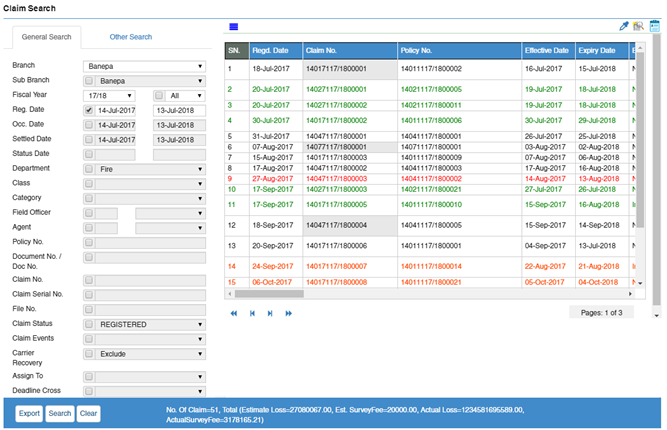 Claim Search
General Search Other Search
Branch Banepa
Sub Branch Banepa
Fiscal Year 17/18 All
Reg. Date 14-Jul-2017 13-Jul-2018
Occ. Date 14-Jul-2017 13-Jul-2018
Settled Date 14-Jul-2017 13-Jul-2018
Status Date
Department Fire
Class
Category
Field Officer
Agent
Policy No.
Document No. /
Doc No.
Claim No.
Claim Serial No.
File No.
Claim Status REGISTERED
Claim Events
Carrier
Recovery Exclude
Assign To
Deadline Cross
SN. Regd. Date Claim No. Policy No. Effective Date Expiry Date
1 18-Jul-2017 14017117/1800001 14011117/1800002 16-Jul-2017 15-Jul-2018
2 20-Jul-2017 14027117/1800001 14021117/1800005 19-Jul-2017 18-Jul-2018
3 20-Jul-2017 14027117/1800002 14021117/1800011 19-Jul-2017 18-Jul-2018
4 30-Jul-2017 14017117/1800002 14011117/1800006 30-Jul-2017 29-Jul-2018
5 31-Jul-2017 14047117/1800001 14041117/1800001 26-Jul-2017 25-Jul-2018
6 07-Aug-2017 14077117/1800001 14071117/1800001 03-Aug-2017 02-Aug-2018
7 15-Aug-2017 14017117/1800003 14011117/1800009 07-Aug-2017 06-Aug-2018
8 17-Aug-2017 14047117/1800002 14041117/1800003 17-Aug-2017 16-Aug-2018
9 27-Aug-2017 14047117/1800003 14041117/1800002 14-Aug-2017 13-Aug-2018
10 17-Sep-2017 14027117/1800003 14021117/1800021 27-Jul-2017 26-Jul-2018
11 17-Sep-2017 14017117/1800005 14011117/1800010 15-Sep-2017 16-Aug-2018
12 18-Sep-2017 14047117/1800004 14041117/1800005 15-Sep-2017 14-Sep-2018
13 20-Sep-2017 14017117/1800006 14011117/1800001 04-Sep-2017 13-Jul-2018
14 24-Sep-2017 14017117/1800007 14011117/1800014 22-Aug-2017 21-Aug-2018
15 06-Oct-2017 14017117/1800008 14011117/1800021 05-Oct-2017 04-Oct-2018
Pages: 1 of 3
Export Search Clear
No. Of Claim=51, Total (Estimate Loss=27080067.00, Est. SurveyFee=20000.00, Actual Loss=1234581695589.00,
ActualSurveyFee=3178165.21)